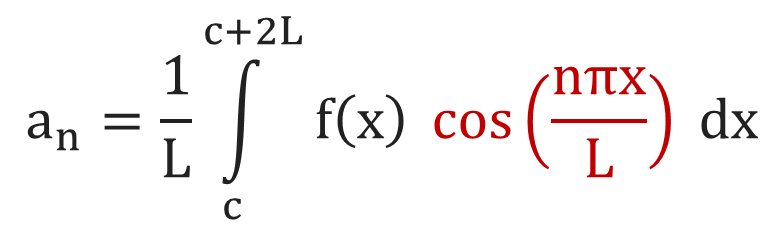 aₙ = 1/L ∫ c c+2L f(x) cos(nπx/L) dx